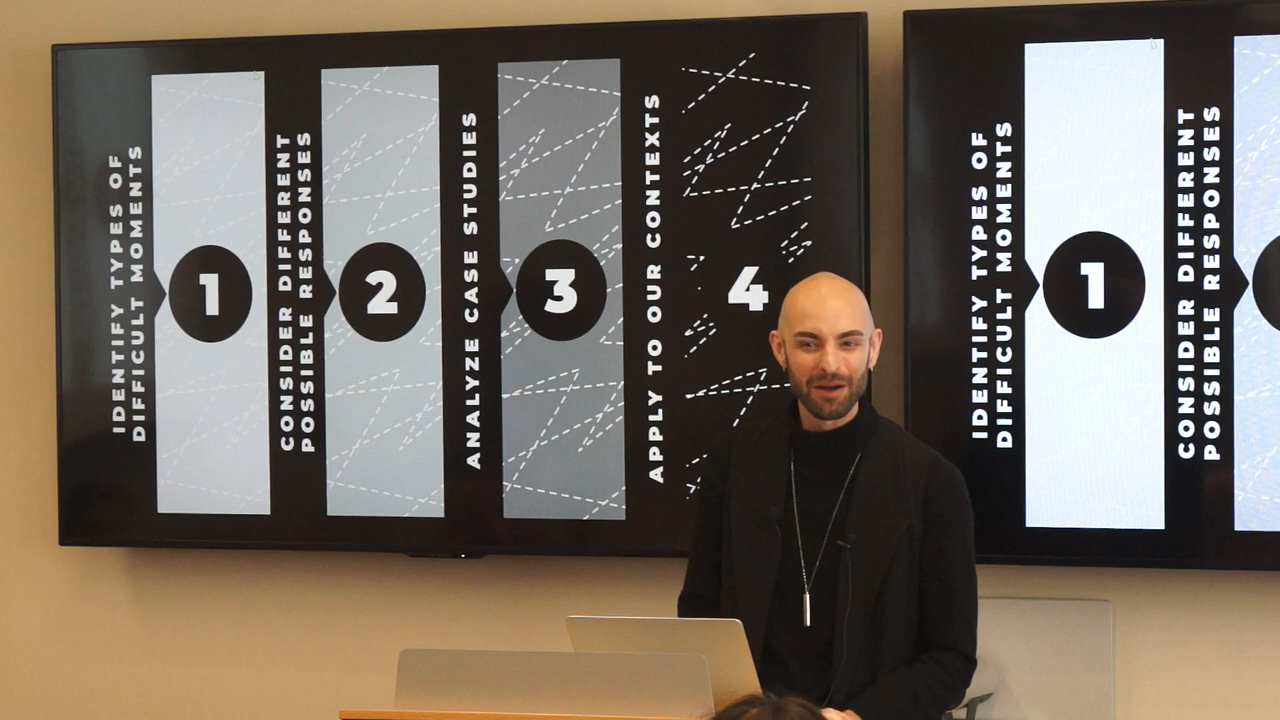 IDENTIFY TYPES OF
DIFFICULT MOMENTS
1
CONSIDER DIFFERENT
POSSIBLE RESPONSES
2
ANALYZE CASE STUDIES
3
APPLY TO OUR CONTEXTS
4
IDENTIFY TYPES OF
DIFFICULT MOMENTS
1
CONSIDER DIFFERENT
POSSIBLE RESPONSES